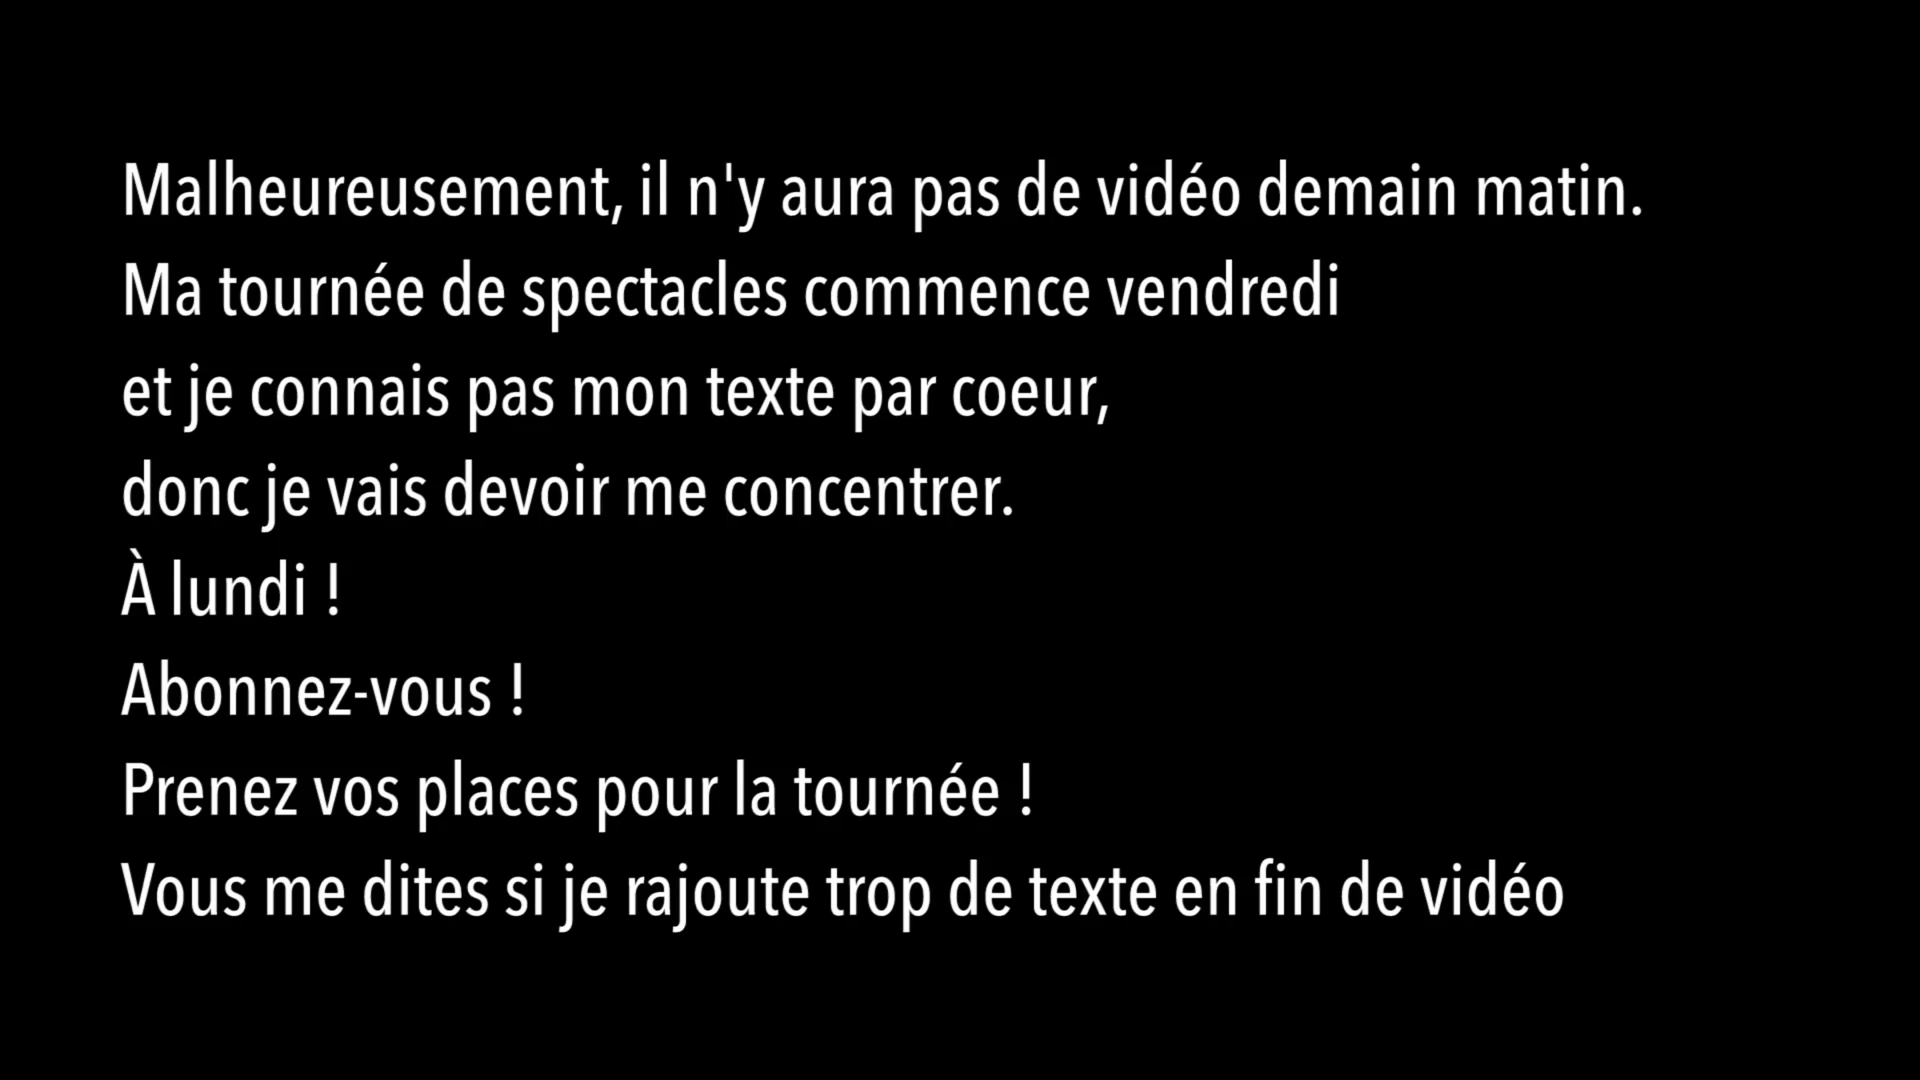 Malheureusement, il n'y aura pas de vidéo demain matin.
Ma tournée de spectacles commence vendredi
et je connais pas mon texte par coeur,
donc je vais devoir me concentrer.
À lundi !
Abonnez-vous !
Prenez vos places pour la tournée !
Vous me dites si je rajoute trop de texte en fin de vidéo